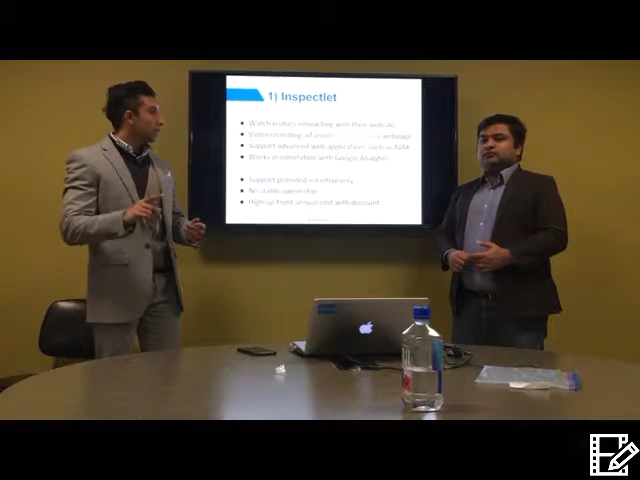 1) Inspectlet
• Watch visitors interacting with their website
• Video recording of webpage
• Support advanced web applications such as AJAX
• Works in correlation with Google Analytics
• Support provided via email only
• No stable ownership
• High up front annual cost with discount